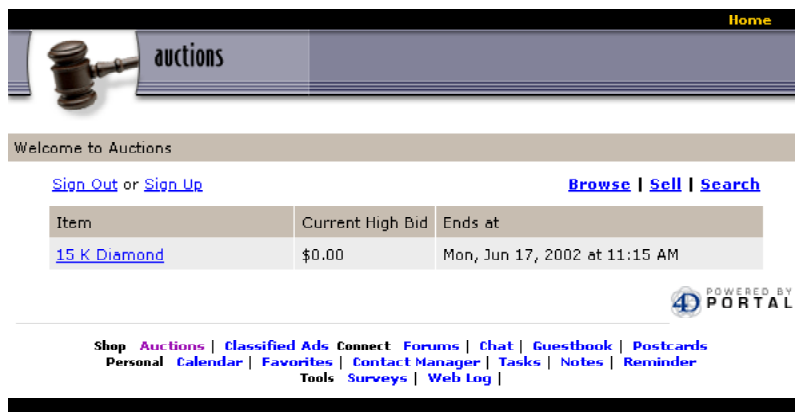 Home
auctions
Welcome to Auctions
Sign Out or Sign Up
Browse | Sell | Search
Item Current High Bid Ends at
15 K Diamond $0.00 Mon, Jun 17, 2002 at 11:15 AM
POWERED BY
4D PORTAL
Shop Auctions | Classified Ads Connect Forums | Chat | Guestbook | Postcards
Personal Calendar | Favorites | Contact Manager | Tasks | Notes | Reminder
Tools Surveys | Web Log |